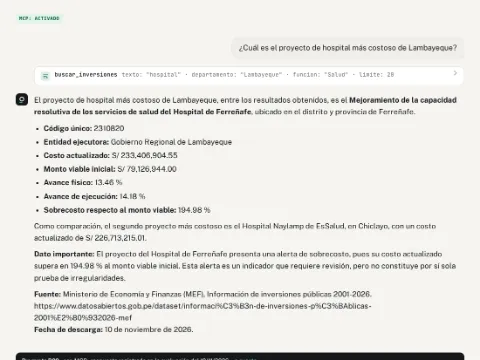 MCP: ACTIVADO
¿Cuál es el proyecto de hospital más costoso de Lambayeque?
buscar_inversiones texto: "hospital" · departamento: "Lambayeque" · funcion: "Salud" · limite: 20
El proyecto de hospital más costoso de Lambayeque, entre los resultados obtenidos, es el Mejoramiento de la capacidad
resolutiva de los servicios de salud del Hospital de Ferreñafe, ubicado en el distrito y provincia de Ferreñafe.
• Código único: 2310820
• Entidad ejecutora: Gobierno Regional de Lambayeque
• Costo actualizado: S/ 233,406,904.55
• Monto viable inicial: S/ 79,126,944.00
• Avance físico: 13.46 %
• Avance de ejecución: 14.18 %
• Sobrecosto respecto al monto viable: 194.98 %
Como comparación, el segundo proyecto más costoso es el Hospital Naylamp de EsSalud, en Chiclayo, con un costo
actualizado de S/ 226,713,215.01.
Dato importante: El proyecto del Hospital de Ferreñafe presenta una alerta de sobrecosto, pues su costo actualizado
supera en 194.98 % al monto viable inicial. Esta alerta es un indicador que requiere revisión, pero no constituye por sí sola
prueba de irregularidades.
Fuente: Ministerio de Economía y Finanzas (MEF), Información de inversiones públicas 2001-2026.
https://www.datosabiertos.gob.pe/dataset/informaci%C3%B3n-de-inversiones-p%C3%BAblicas-
2001%E2%80%932026-mef
Fecha de descarga: 10 de noviembre de 2026.